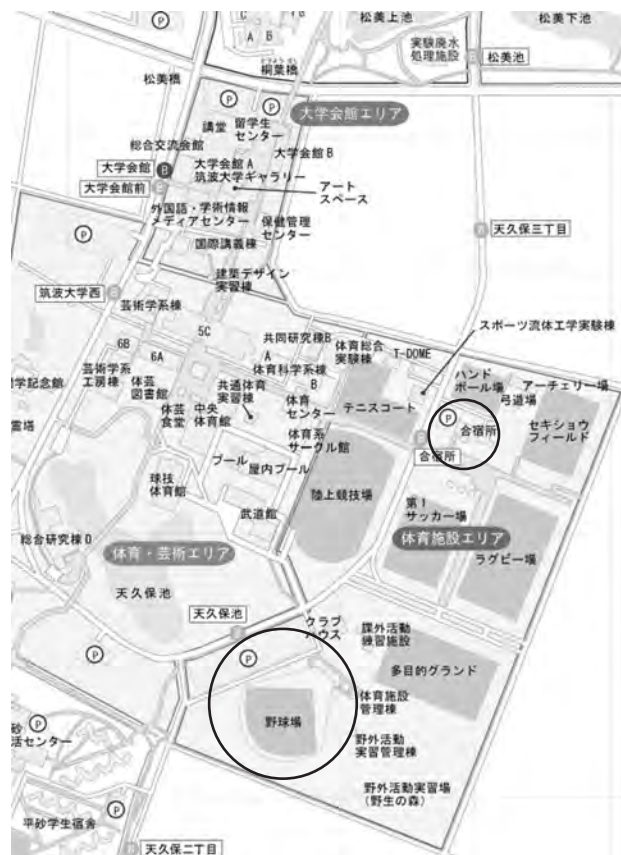 P
C
A B
松美上池
松美下池
実験廃水
処理施設
松美池
松美橋
桐葉橋
P
P
大学会館エリア
講堂
留学生
センター
総合交流会館
大学会館 B
大学会館
B
大学会館前
大学会館 A
筑波大学ギャラリー
アート
スペース
外国語・学術情報
メディアセンター
保健管理
センター
P
国際講義棟
天久保三丁目
建築デザイン
実習棟
筑波大学西
芸術学系棟
5C
スポーツ流体工学実験棟
6B
6A
共同研究棟B
A
体育科学系棟
B
体育総合
実験棟
T-DOME
芸術学系
工房棟
体芸
図書館
共通体育
実習棟
体育
センター
ハンド
ボール場
アーチェリー場
弓道場
学記念館
体芸
食堂
中央
体育館
テニスコート
P
合宿所
セキショウ
フィールド
霊塔
体育系
サークル館
合宿所
プール
屋内プール
球技
体育館
陸上競技場
武道館
第1
サッカー場
体育施設エリア
ラグビー場
総合研究棟 D
体育・芸術エリア
天久保池
天久保池
クラブ
ハウス
課外活動
練習施設
P
P
多目的グランド
体育施設
管理棟
野球場
P
砂
活センター
野外活動
実習管理棟
野外活動実習場
(野生の森)
P
平砂学生宿舎
天久保二丁目